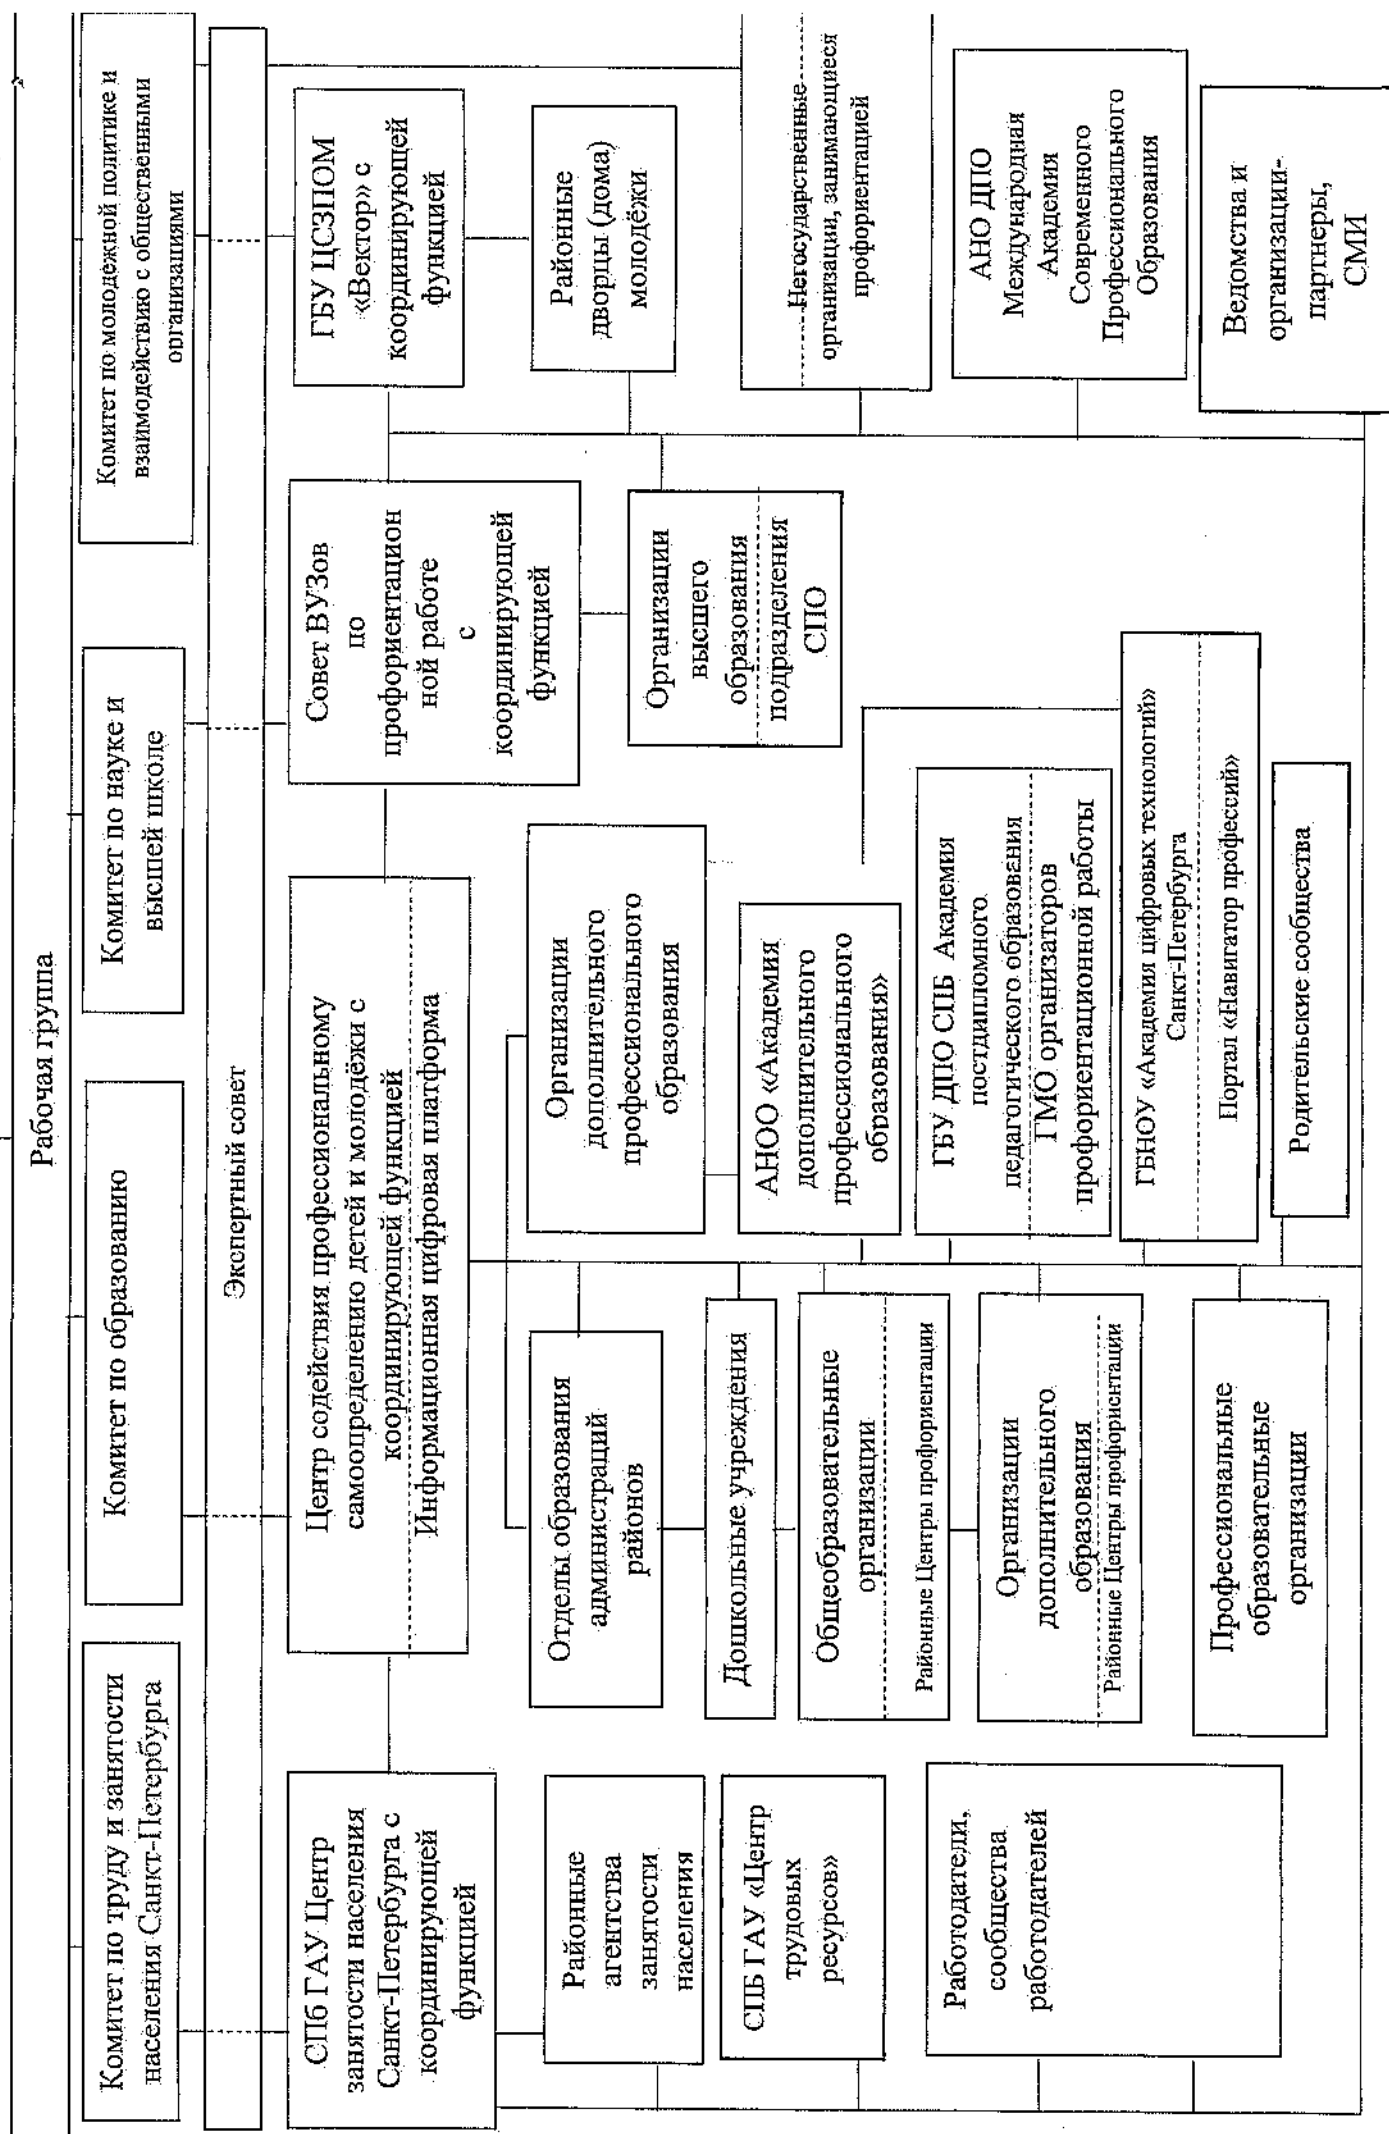 Рабочая группа
Комитет по труду и занятости
населения Санкт-Петербурга
Комитет по образованию
Комитет по науке и
высшей школе
Комитет по молодежной политике и
взаимодействию с общественными
организациями
Экспертный совет
СПб ГАУ Центр
занятости населения
Санкт-Петербурга с
координирующей
функцией
Центр содействия профессиональному
самоопределению детей и молодёжи с
координирующей функцией
Информационная цифровая платформа
Совет ВУЗов
по
профориентацион
ной работе
с
координирующей
функцией
ГБУ ЦСЗПОМ
«Вектор» с
координирующей
функцией
Районные
агентства
занятости
населения
СПБ ГАУ «Центр
трудовых
ресурсов»
Работодатели,
сообщества
работодателей
Отделы образования
администраций
районов
Дошкольные учреждения
Общеобразовательные
организации
Районные Центры профориентации
Организации
дополнительного
образования
Районные Центры профориентации
Профессиональные
образовательные
организации
Организации
дополнительного
профессионального
образования
АНОО «Академия
дополнительного
профессионального
образования»
ГБУ ДПО СПБ Академия
постдипломного
педагогического образования
ГМО организаторов
профориентационной работы
ГБНОУ «Академия цифровых технологий»
Санкт-Петербурга
Портал «Навигатор профессий»
Родительские сообщества
Организации
высшего
образования
подразделения
СПО
Районные
дворцы (дома)
молодёжи
Негосударственные
организации, занимающиеся
профориентацией
АНО ДПО
Международная
Академия
Современного
Профессионального
Образования
Ведомства и
организации-
партнеры,
СМИ